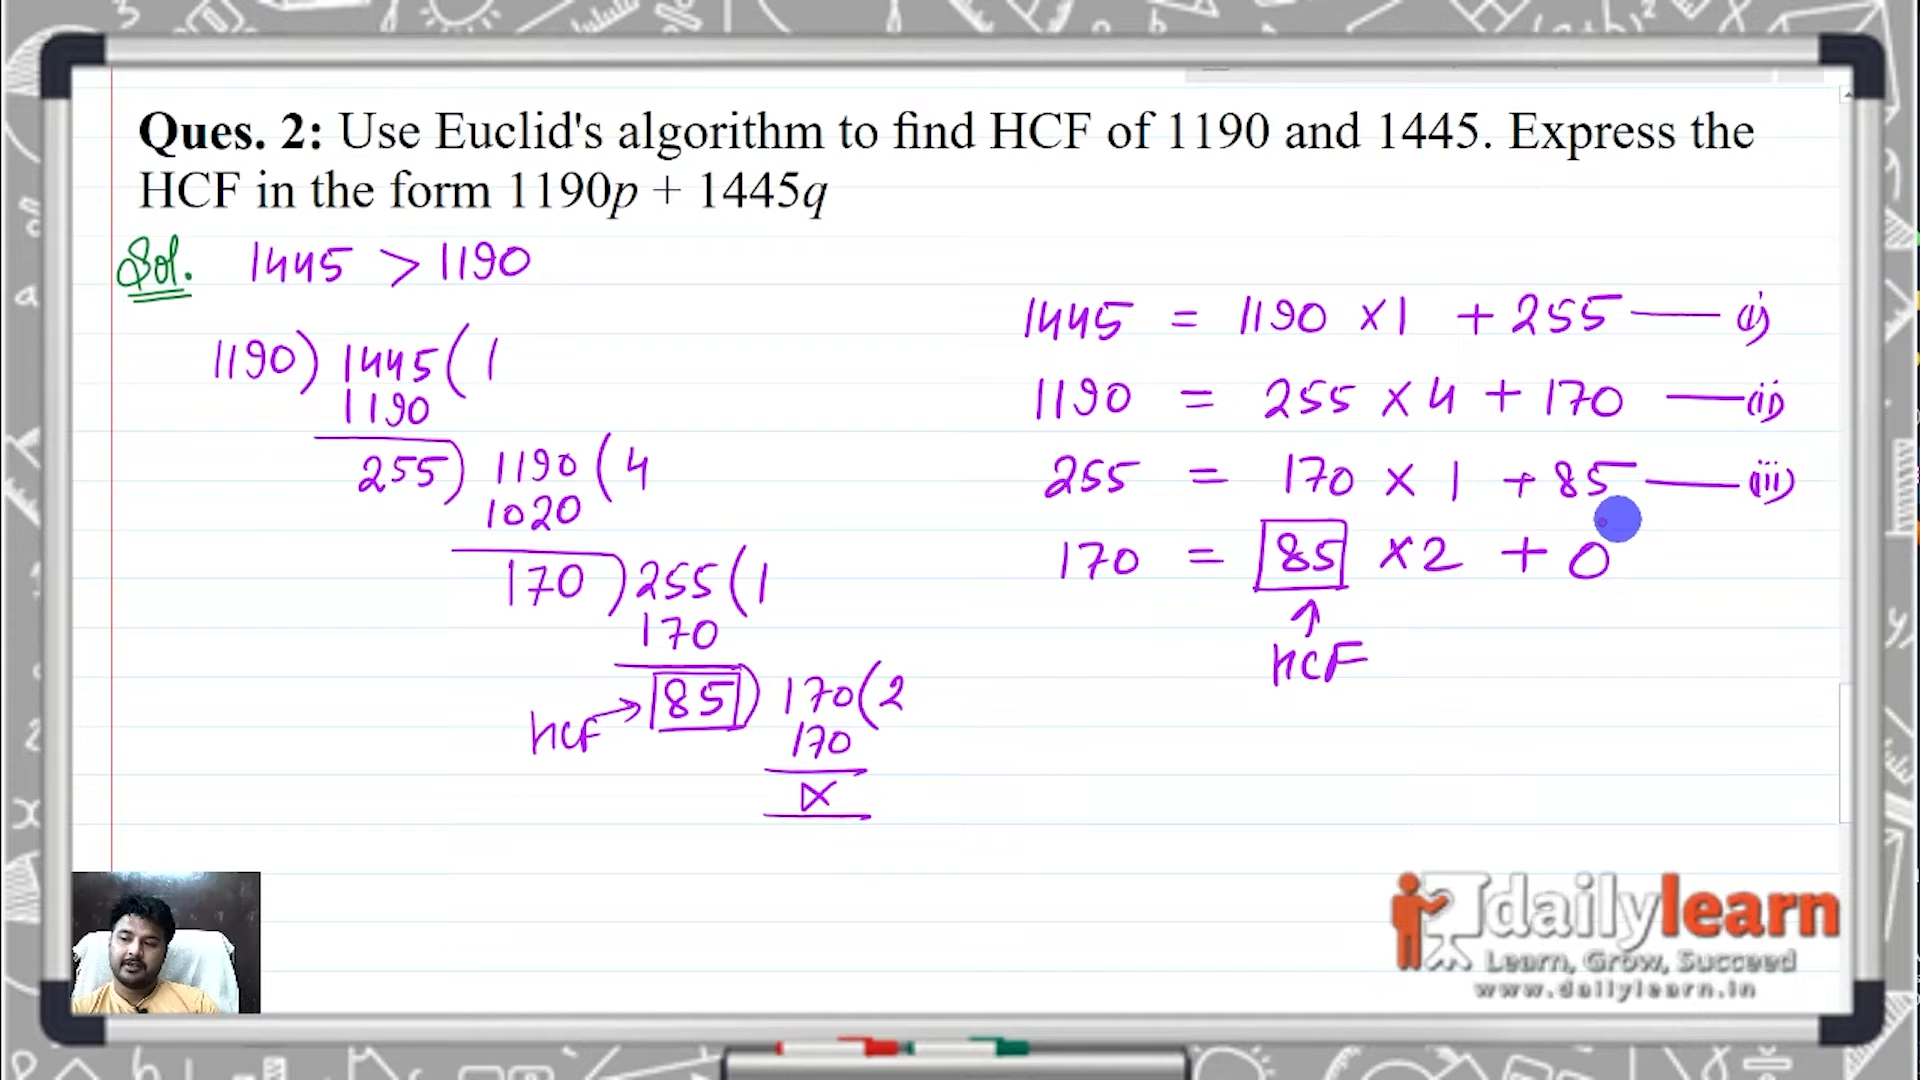 Ques. 2: Use Euclid's algorithm to find HCF of 1190 and 1445. Express the
HCF in the form 1190p + 1445q
Sol. 1445 > 1190
1190) 1445 ( 1
1190
255) 1190 ( 4
1020
170) 255 ( 1
170
HCF → 85) 170 ( 2
170
×
1445 = 1190 × 1 + 255 — (i)
1190 = 255 × 4 + 170 — (ii)
255 = 170 × 1 + 85 — (iii)
170 = 85 × 2 + 0
↑
HCF
dailylearn
Learn, Grow, Succeed
www.dailylearn.in